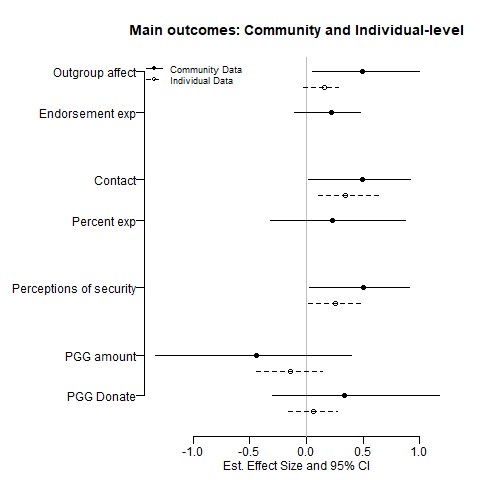 Main outcomes: Community and Individual-level
Outgroup affect
Community Data
Individual Data
Endorsement exp
Contact
Percent exp
Perceptions of security
PGG amount
PGG Donate
-1.0 -0.5 0.0 0.5 1.0
Est. Effect Size and 95% CI